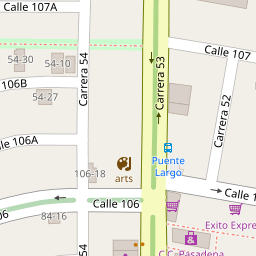 Calle 107A
54-30
54-10
Carrera 54
Carrera 53
Calle 107
106B
54-27
Carrera 52
106A
Puente
Largo
106-18
arts
Calle 106
Calle 1
06
84-16
54
Exito Expre
C.C. Pasadena